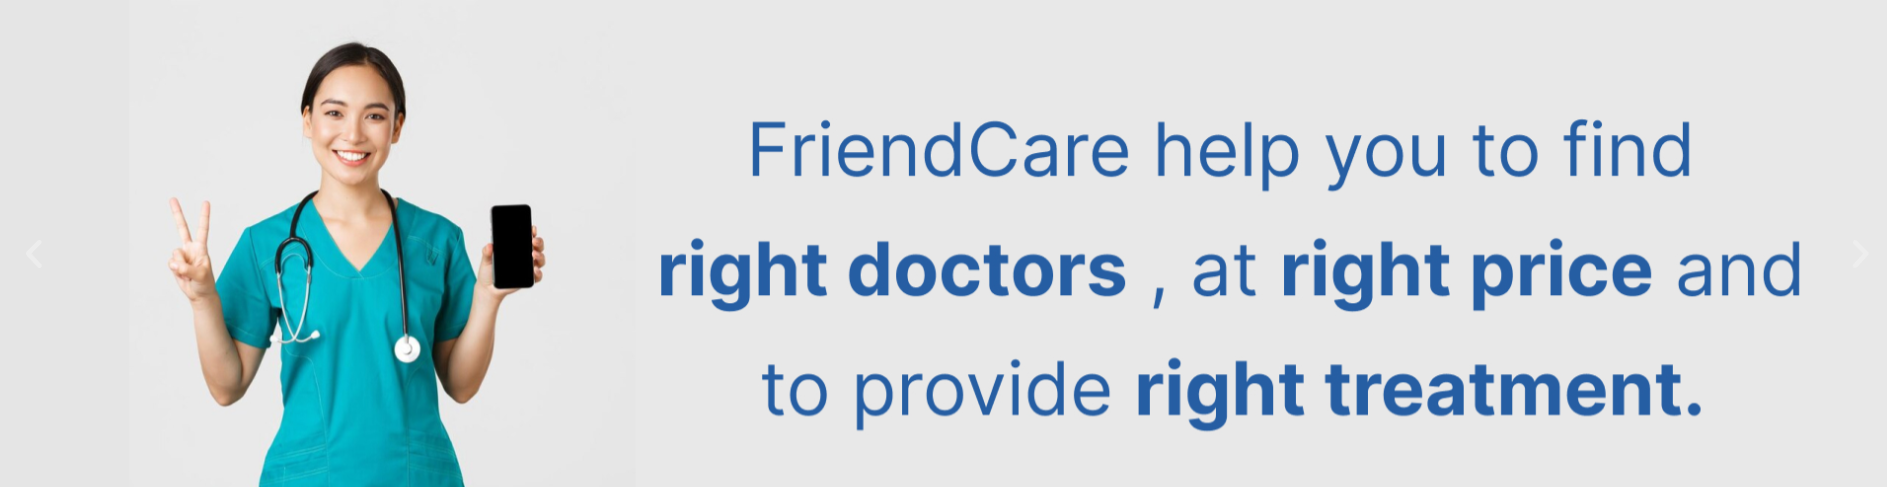 FriendCare help you to find
right doctors , at right price and
to provide right treatment.